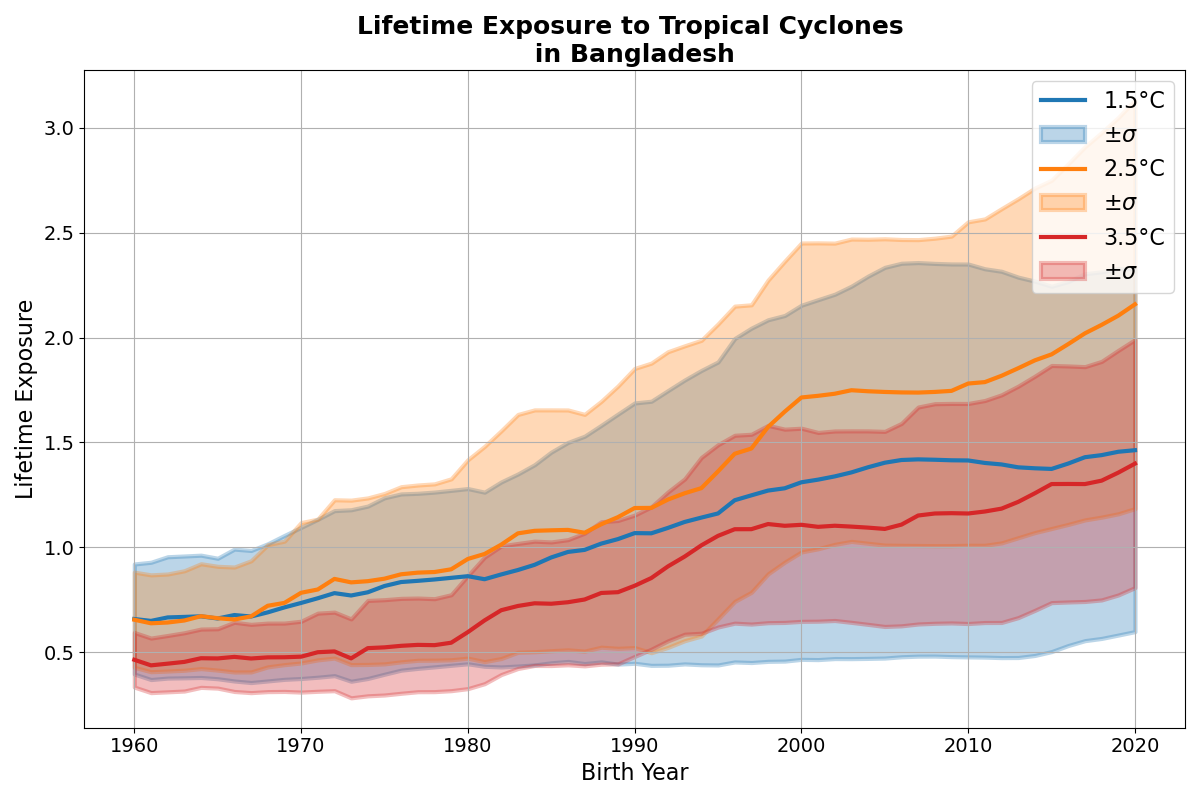 Lifetime Exposure to Tropical Cyclones
in Bangladesh
Lifetime Exposure
3.0
2.5
2.0
1.5
1.0
0.5
1960
1970
1980
1990
2000
2010
2020
Birth Year
1.5°C
±σ
2.5°C
±σ
3.5°C
±σ